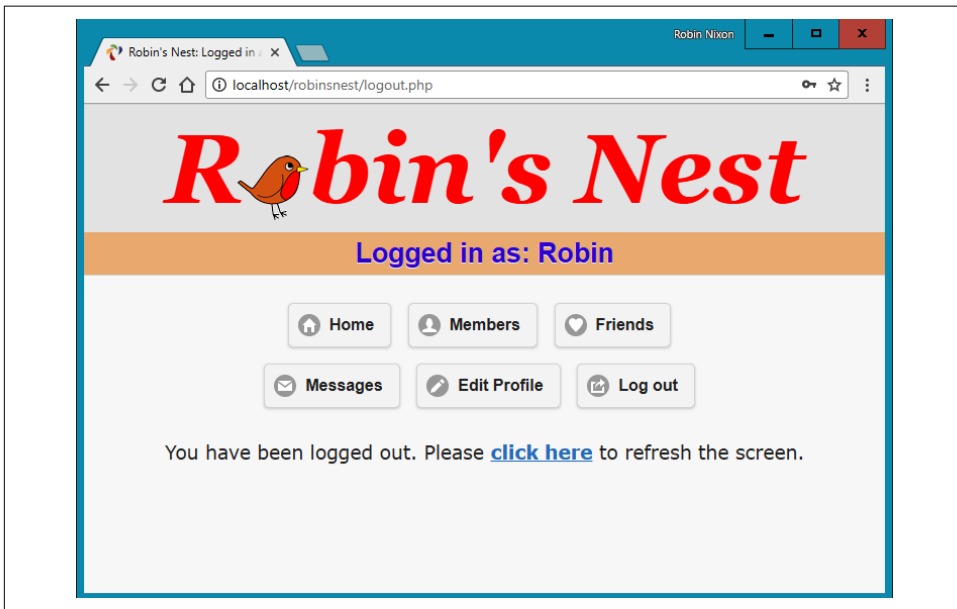 Robin Nixon
Robin's Nest: Logged in
localhost/robinsnest/logout.php
Robin's Nest
Logged in as: Robin
Home
Members
Friends
Messages
Edit Profile
Log out
You have been logged out. Please click here to refresh the screen.